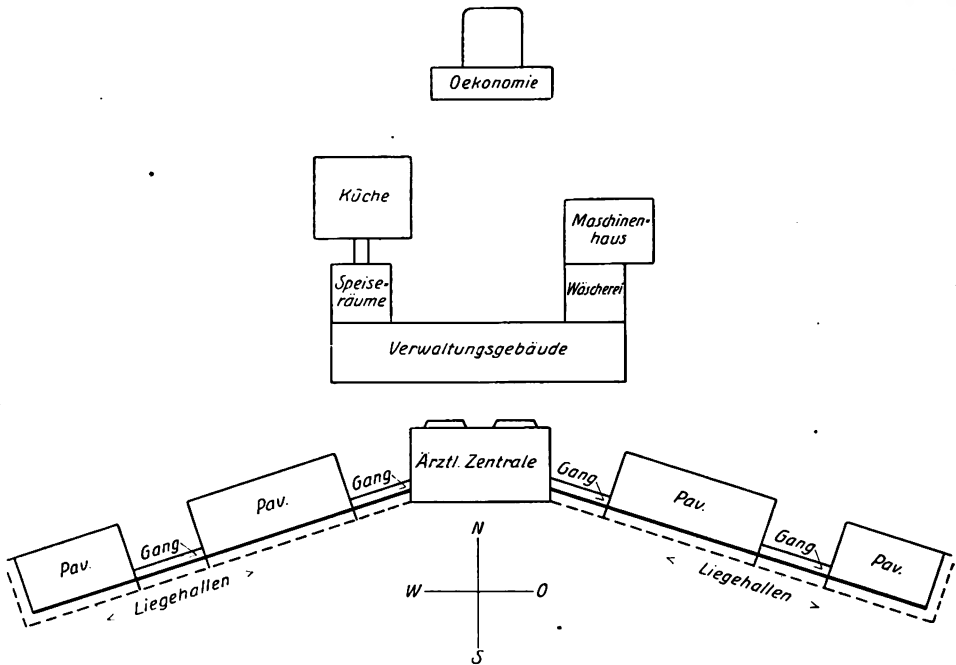 Oekonomie
Küche
Maschinen-
haus
Speise-
räume
Wäscherei
Verwaltungsgebäude
Ärztl. Zentrale
Gang
Gang
Pav.
Pav.
Gang
Gang
Pav.
Pav.
< Liegehallen >
< Liegehallen >
N
W
O
S